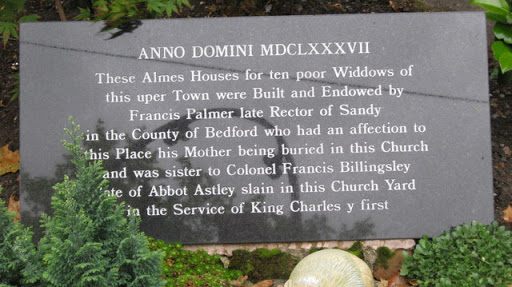 ANNO DOMINI MDCLXXXVII
These Almes Houses for ten poor Widdows of
this uper Town were Built and Endowed by
Francis Palmer late Rector of Sandy
in the County of Bedford who had an affection to
this Place his Mother being buried in this Church
and was sister to Colonel Francis Billingsley
te of Abbot Astley slain in this Church Yard
in the Service of King Charles y first